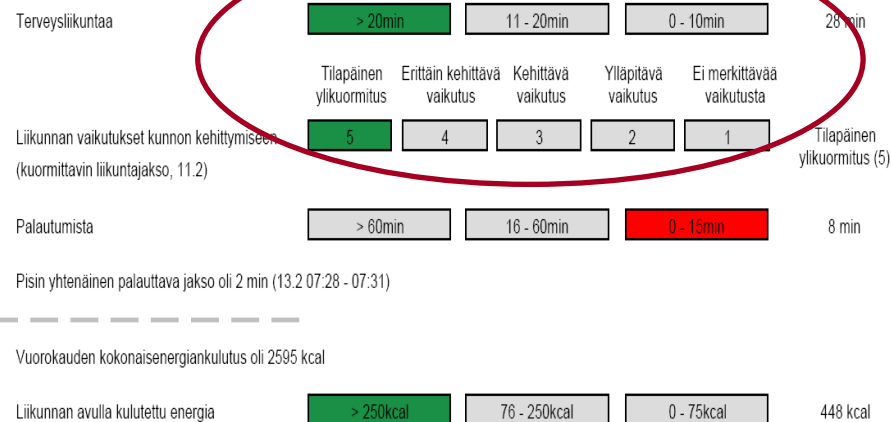 Terveysliikuntaa > 20min 11 - 20min 0 - 10min 28 min
Tilapäinen Erittäin kehittävä Kehittävä Ylläpitävä Ei merkittävää
ylikuormitus vaikutus vaikutus vaikutus vaikutusta
Liikunnan vaikutukset kunnon kehittymiseen 5 4 3 2 1 Tilapäinen
(kuormittavin liikuntajakso, 11.2) ylikuormitus (5)
Palautumista > 60min 16 - 60min 0 - 15min 8 min
Pisin yhtenäinen palauttava jakso oli 2 min (13.2 07:28 - 07:31)
Vuorokauden kokonaisenergiankulutus oli 2595 kcal
Liikunnan avulla kulutettu energia > 250kcal 76 - 250kcal 0 - 75kcal 448 kcal